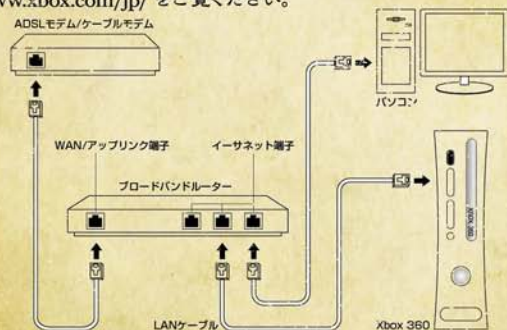 ww.xbox.com/jp/ をご覧ください。
ADSLモデム/ケーブルモデム
パソコン
WAN/アップリンク端子
イーサネット端子
ブロードバンドルーター
XBOX 360
LANケーブル
Xbox 360